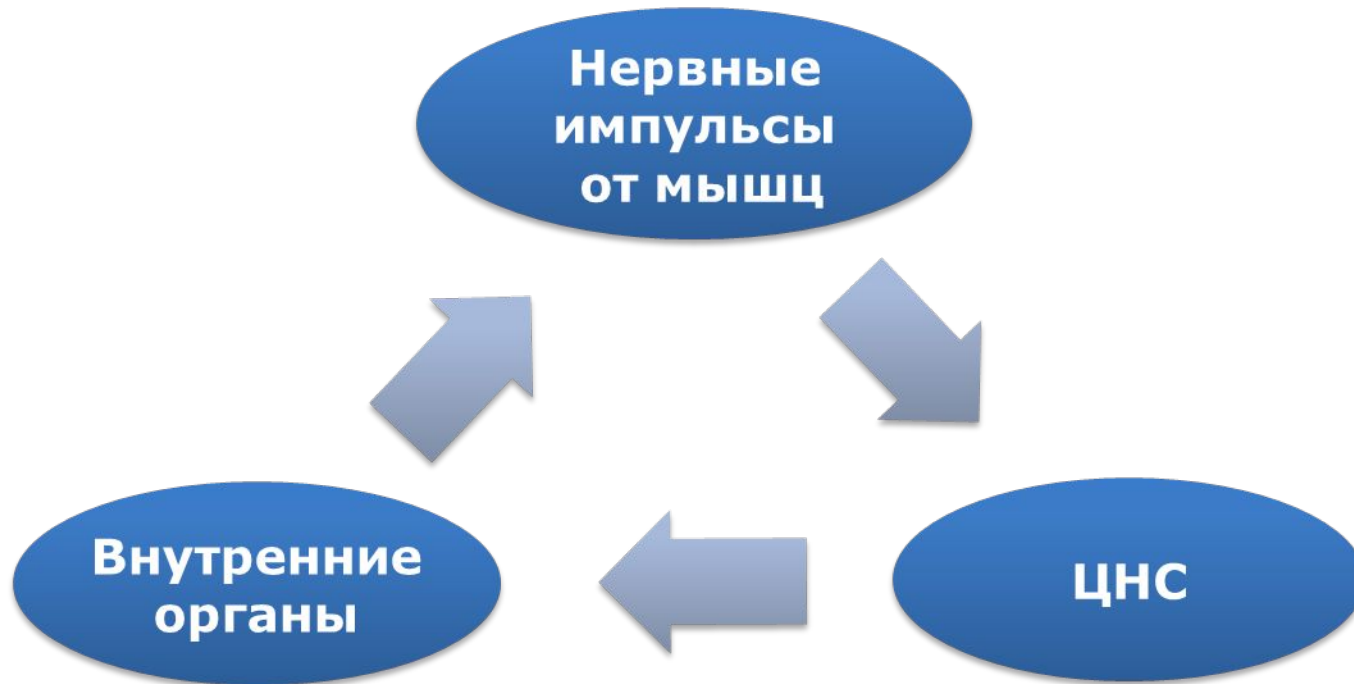 Нервные
импульсы
от мышц
Внутренние
органы
ЦНС